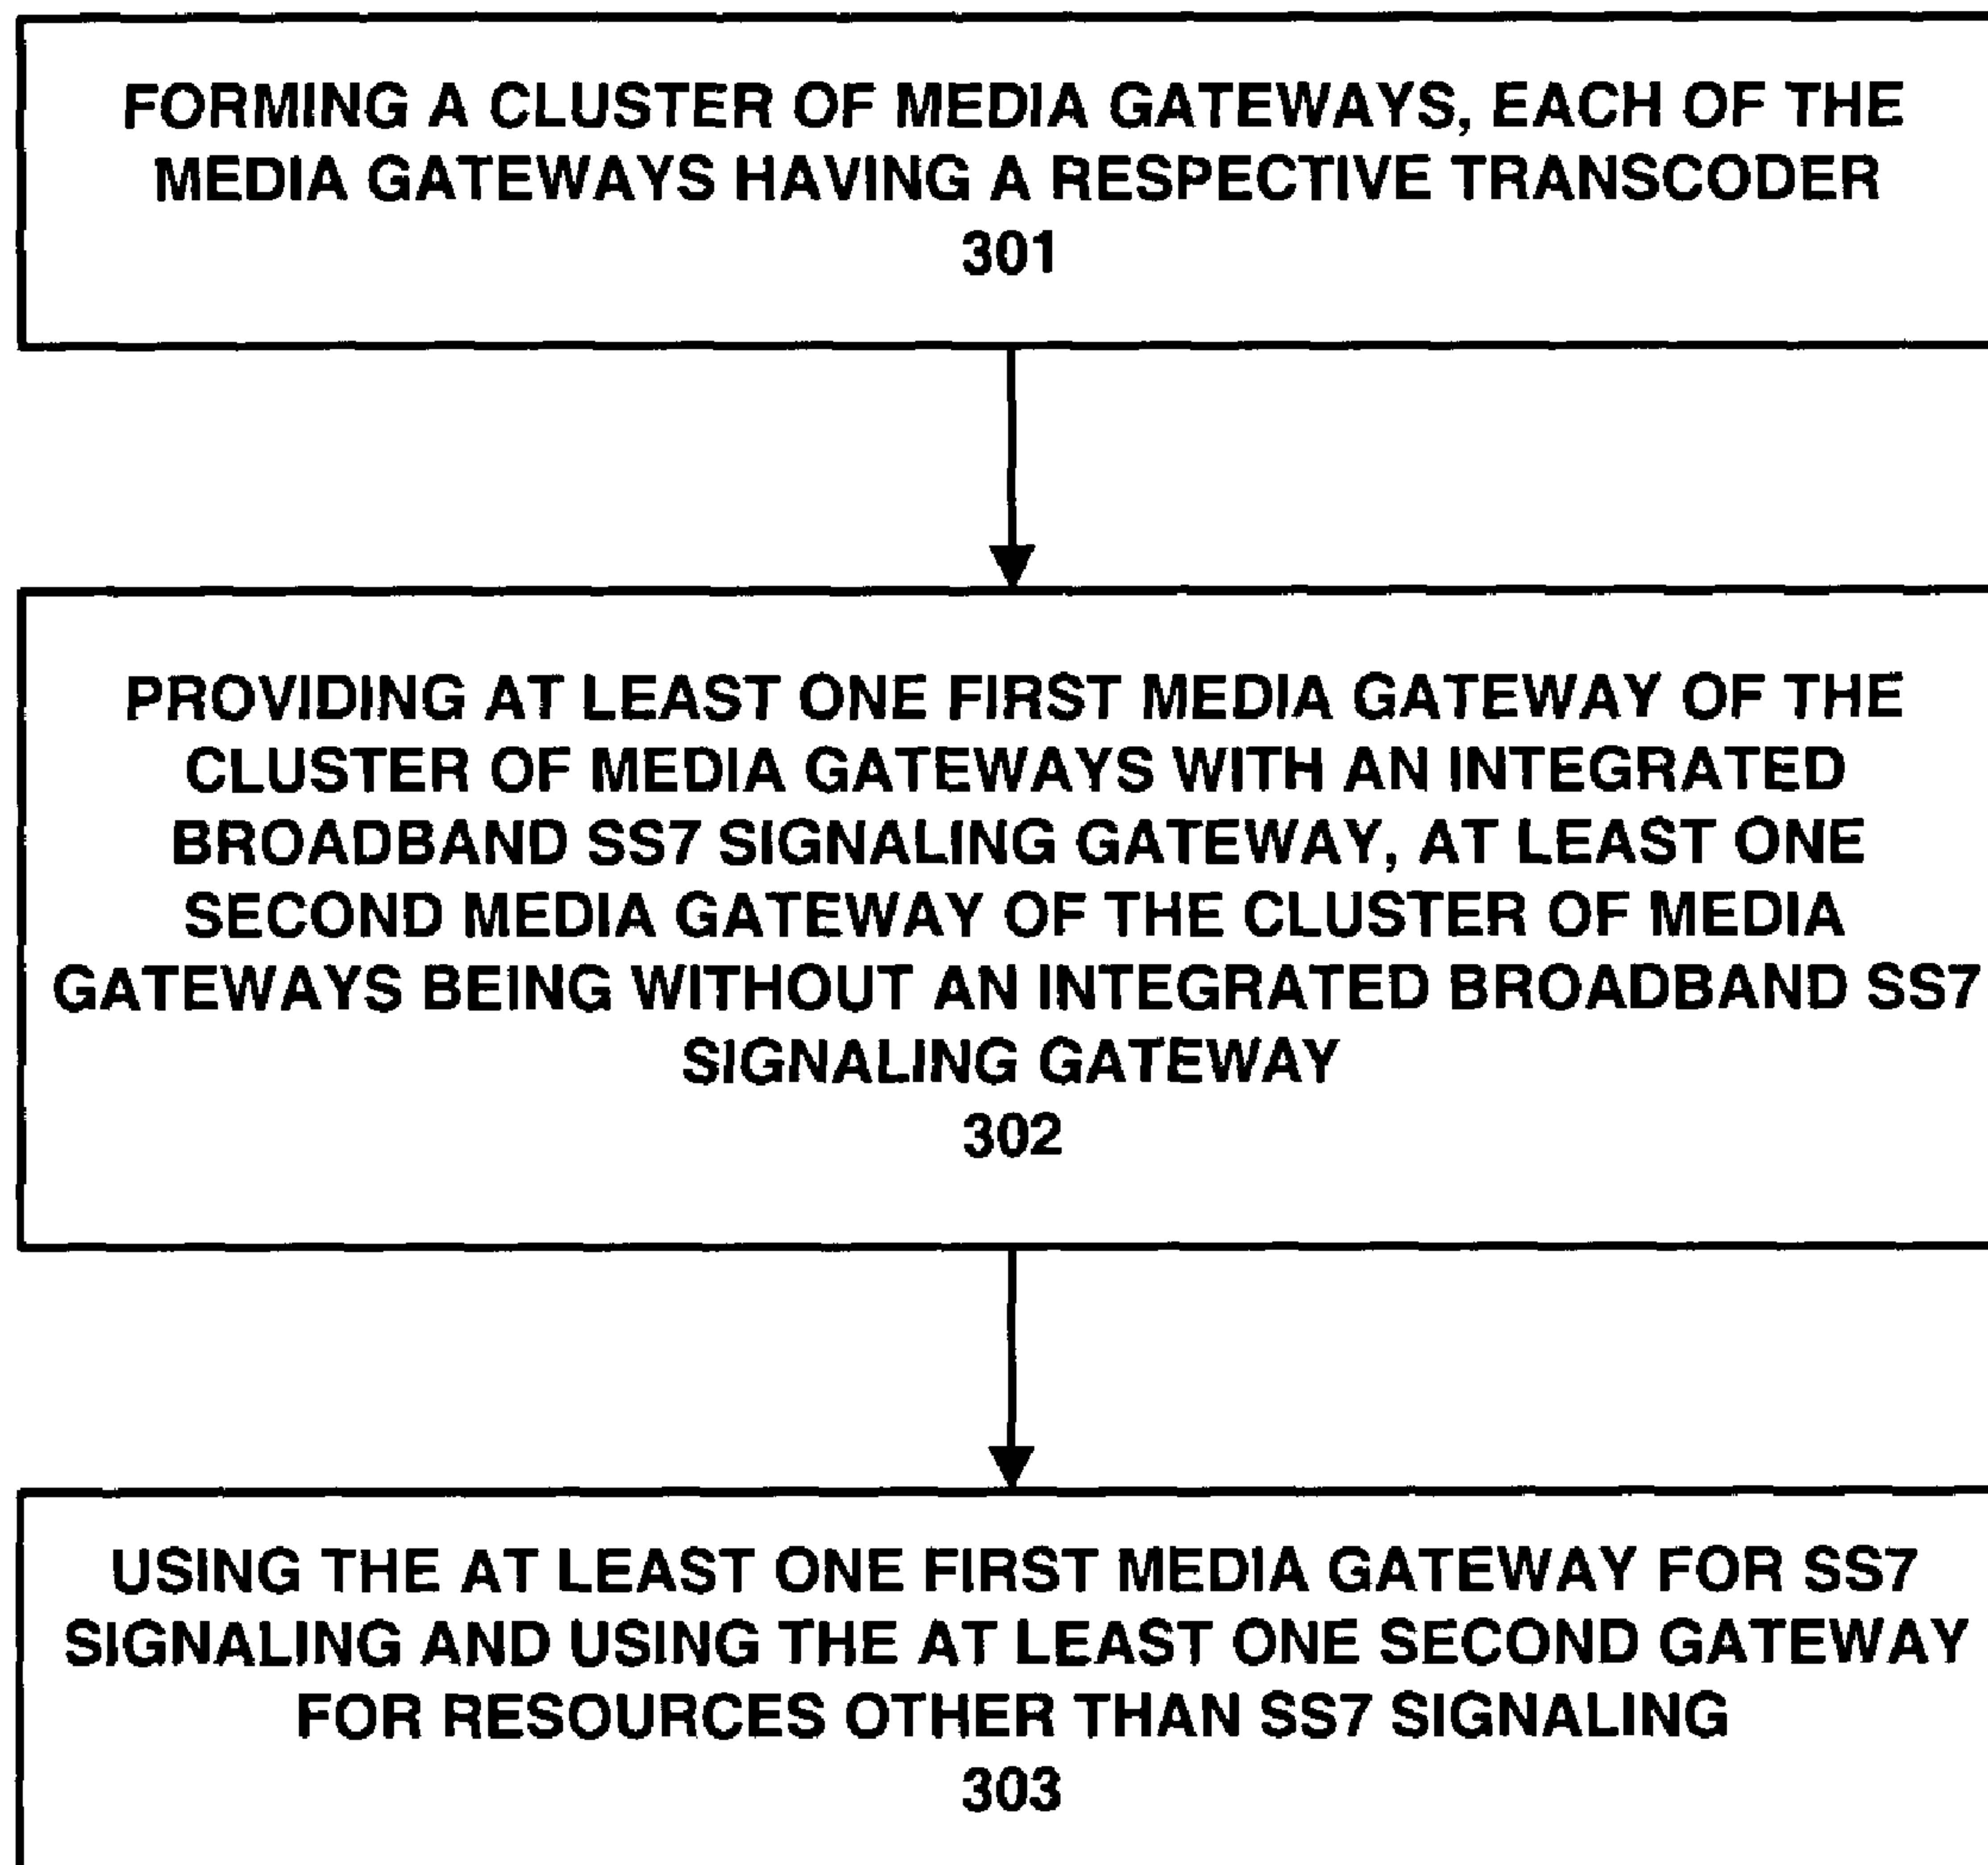 FORMING A CLUSTER OF MEDIA GATEWAYS, EACH OF THE
MEDIA GATEWAYS HAVING A RESPECTIVE TRANSCODER
301
PROVIDING AT LEAST ONE FIRST MEDIA GATEWAY OF THE
CLUSTER OF MEDIA GATEWAYS WITH AN INTEGRATED
BROADBAND SS7 SIGNALING GATEWAY, AT LEAST ONE
SECOND MEDIA GATEWAY OF THE CLUSTER OF MEDIA
GATEWAYS BEING WITHOUT AN INTEGRATED BROADBAND SS7
SIGNALING GATEWAY
302
USING THE AT LEAST ONE FIRST MEDIA GATEWAY FOR SS7
SIGNALING AND USING THE AT LEAST ONE SECOND GATEWAY
FOR RESOURCES OTHER THAN SS7 SIGNALING
303